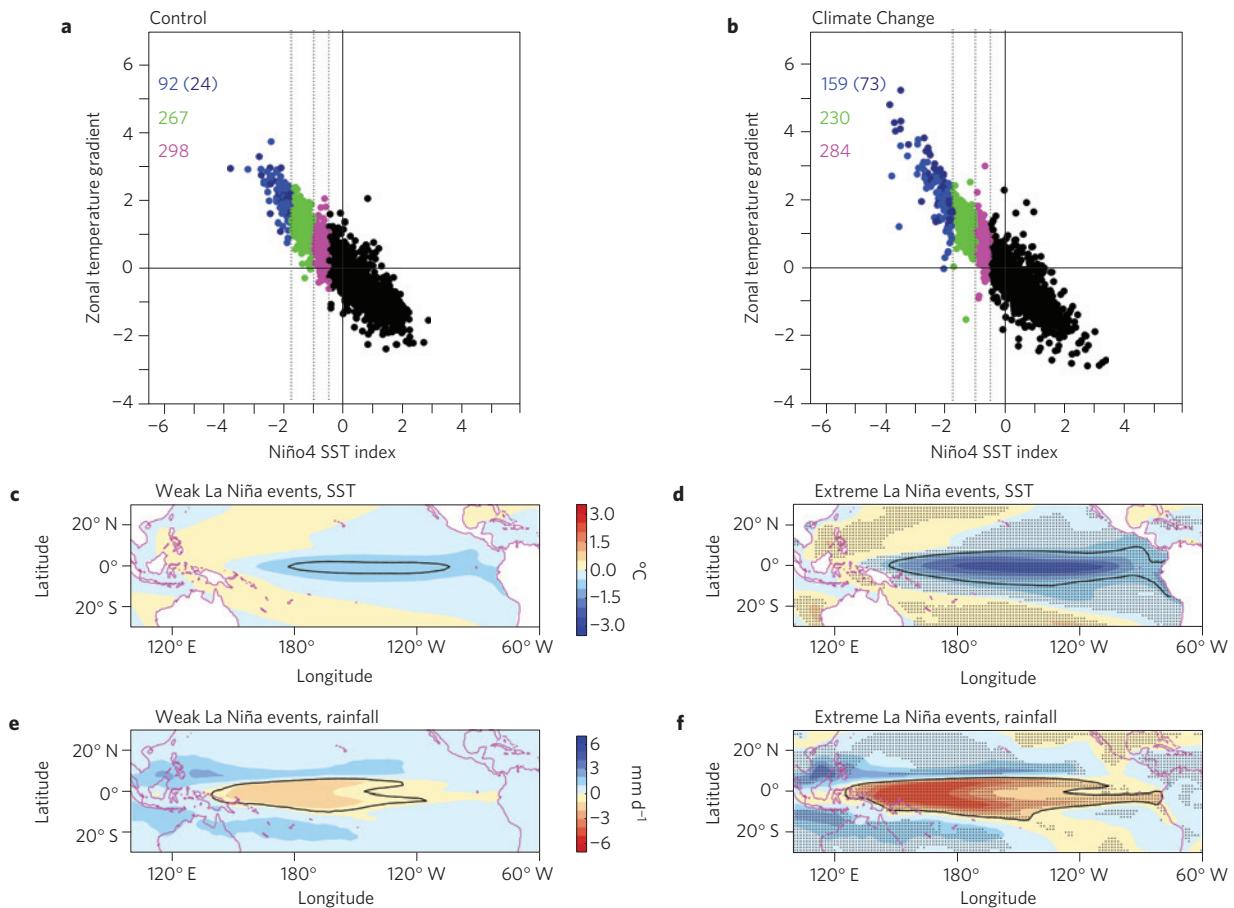 a Control
Zonal temperature gradient
6
4
2
0
−2
−4
92 (24)
267
298
−6 −4 −2 0 2 4
Niño4 SST index
b Climate Change
Zonal temperature gradient
6
4
2
0
−2
−4
159 (73)
230
284
−6 −4 −2 0 2 4
Niño4 SST index
c Weak La Niña events, SST
Latitude
20° N
0°
20° S
120° E 180° 120° W 60° W
Longitude
3.0
1.5
0.0
−1.5
−3.0
°C
d Extreme La Niña events, SST
Latitude
20° N
0°
20° S
120° E 180° 120° W 60° W
Longitude
e Weak La Niña events, rainfall
Latitude
20° N
0°
20° S
120° E 180° 120° W 60° W
Longitude
6
3
0
−3
−6
mm d⁻¹
f Extreme La Niña events, rainfall
Latitude
20° N
0°
20° S
120° E 180° 120° W 60° W
Longitude